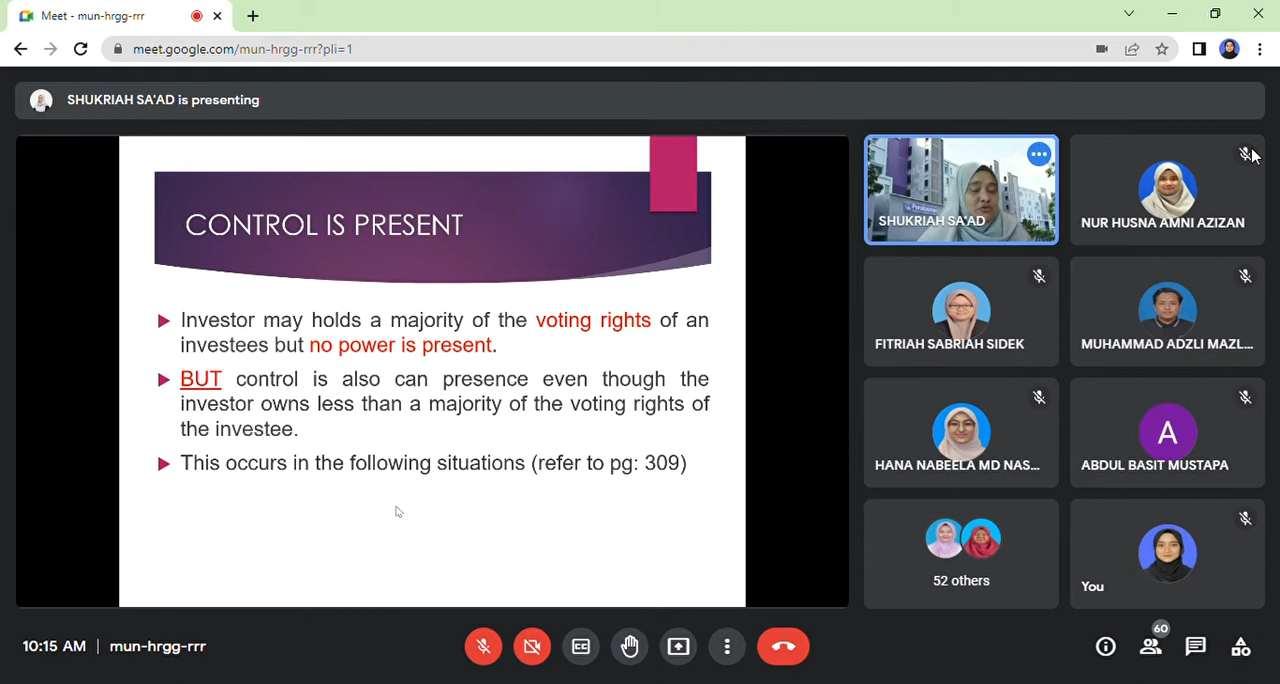 Meet - mun-hrgg-rrr
meet.google.com/mun-hrgg-rrr?pli=1
SHUKRIAH SA'AD is presenting
CONTROL IS PRESENT
Investor may holds a majority of the voting rights of an
investees but no power is present.
BUT control is also can presence even though the
investor owns less than a majority of the voting rights of
the investee.
This occurs in the following situations (refer to pg: 309)
SHUKRIAH SA'AD
NUR HUSNA AMNI AZIZAN
FITRIAH SABRIAH SIDEK
MUHAMMAD ADZLI MAZL...
HANA NABEELA MD NAS...
A
ABDUL BASIT MUSTAPA
52 others
You
10:15 AM | mun-hrgg-rrr
CC
60